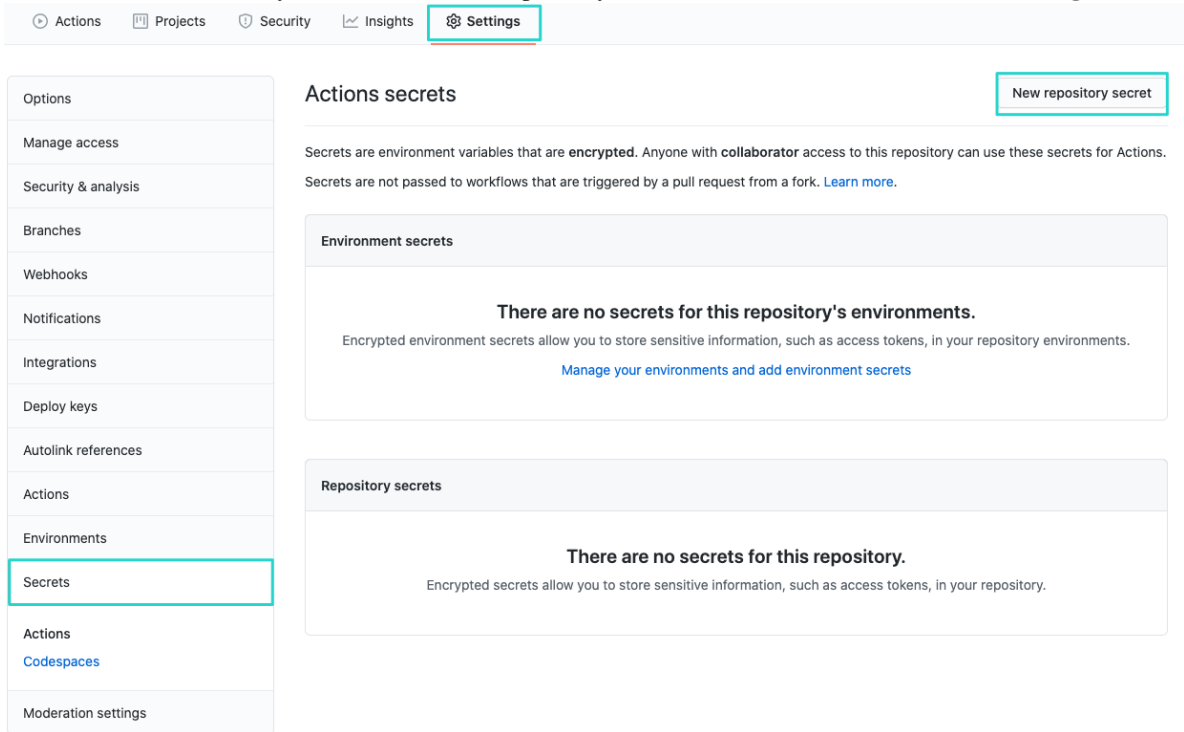 Actions Projects Security Insights Settings
Options
Manage access
Security & analysis
Branches
Webhooks
Notifications
Integrations
Deploy keys
Autolink references
Actions
Environments
Secrets
Actions
Codespaces
Moderation settings
Actions secrets
New repository secret
Secrets are environment variables that are encrypted. Anyone with collaborator access to this repository can use these secrets for Actions.
Secrets are not passed to workflows that are triggered by a pull request from a fork. Learn more.
Environment secrets
There are no secrets for this repository's environments.
Encrypted environment secrets allow you to store sensitive information, such as access tokens, in your repository environments.
Manage your environments and add environment secrets
Repository secrets
There are no secrets for this repository.
Encrypted secrets allow you to store sensitive information, such as access tokens, in your repository.